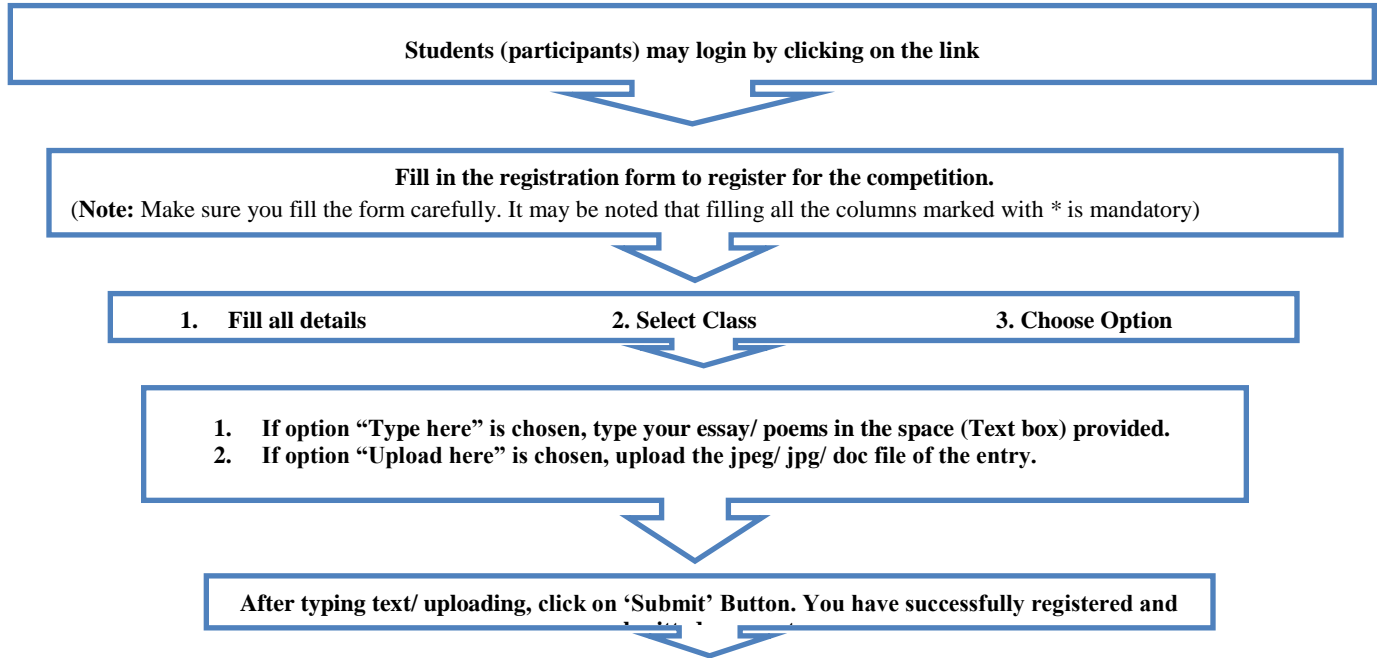 Students (participants) may login by clicking on the link
Fill in the registration form to register for the competition.
(Note: Make sure you fill the form carefully. It may be noted that filling all the columns marked with * is mandatory)
1. Fill all details 2. Select Class 3. Choose Option
1. If option “Type here” is chosen, type your essay/ poems in the space (Text box) provided.
2. If option “Upload here” is chosen, upload the jpeg/ jpg/ doc file of the entry.
After typing text/ uploading, click on ‘Submit’ Button. You have successfully registered and